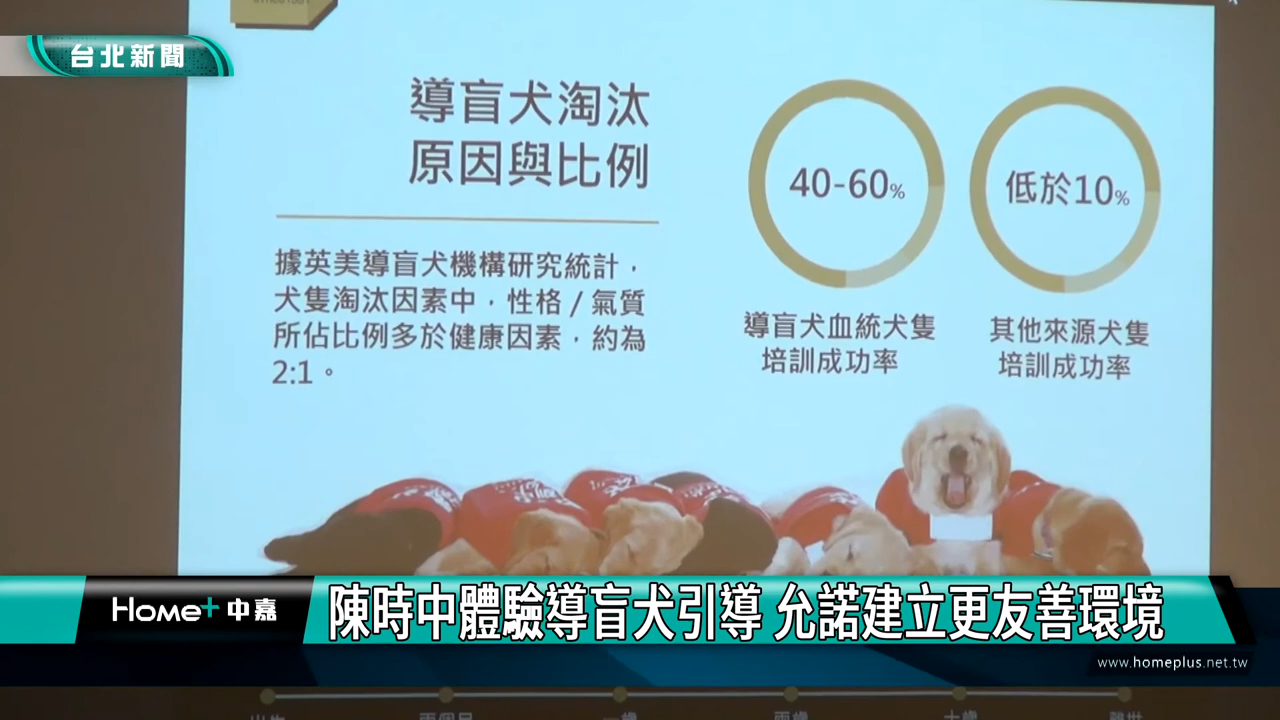 台北新聞
導盲犬淘汰
原因與比例
據英美導盲犬機構研究統計，
犬隻淘汰因素中，性格/氣質
所佔比例多於健康因素，約為
2:1。
40-60%
導盲犬血統犬隻
培訓成功率
低於10%
其他來源犬隻
培訓成功率
Home+中嘉
陳時中體驗導盲犬引導 允諾建立更友善環境
www.homeplus.net.tw